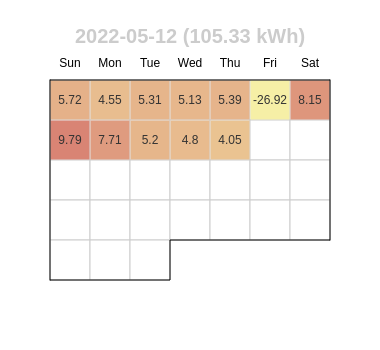 2022-05-12 (105.33 kWh)
Sun Mon Tue Wed Thu Fri Sat
5.72 4.55 5.31 5.13 5.39 -26.92 8.15
9.79 7.71 5.2 4.8 4.05